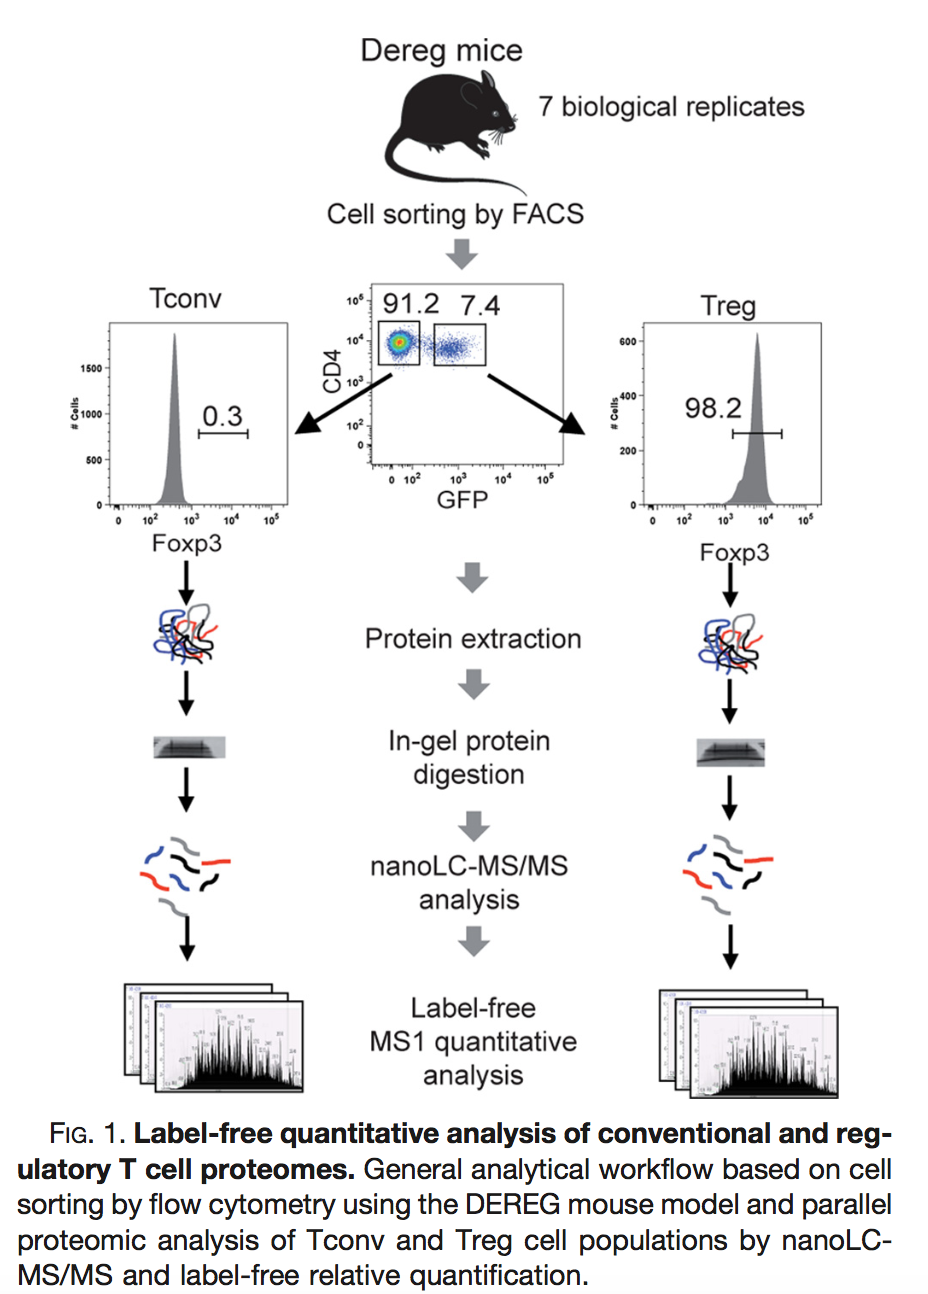 Dereg mice
7 biological replicates
Cell sorting by FACS
Tconv
Treg
91.2 7.4
10⁵
10⁴
10³
10²
0
CD4
0 10² 10³ 10⁴ 10⁵
GFP
1500
1000
500
0
# Cells
0.3
0 10² 10³ 10⁴ 10⁵
Foxp3
600
400
200
0
# Cells
98.2
0 10² 10³ 10⁴ 10⁵
Foxp3
Protein extraction
In-gel protein
digestion
nanoLC-MS/MS
analysis
Label-free
MS1 quantitative
analysis
FIG. 1. Label-free quantitative analysis of conventional and reg-
ulatory T cell proteomes. General analytical workflow based on cell
sorting by flow cytometry using the DEREG mouse model and parallel
proteomic analysis of Tconv and Treg cell populations by nanoLC-
MS/MS and label-free relative quantification.